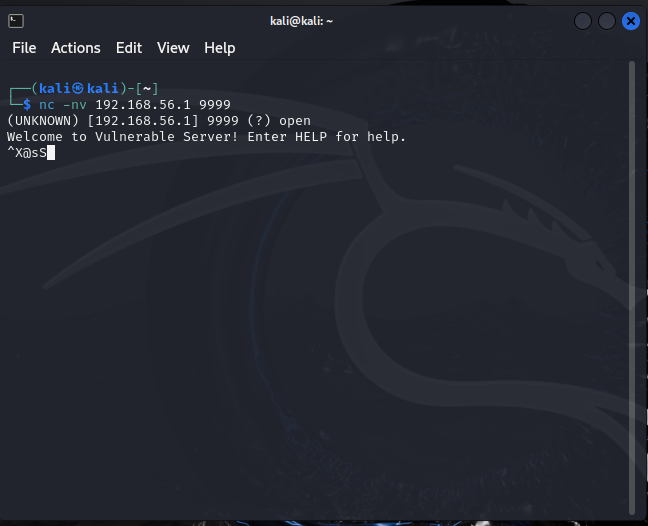 kali@kali: ~
File Actions Edit View Help
┌──(kali㉿kali)-[~]
└─$ nc -nv 192.168.56.1 9999
(UNKNOWN) [192.168.56.1] 9999 (?) open
Welcome to Vulnerable Server! Enter HELP for help.
^X@sS